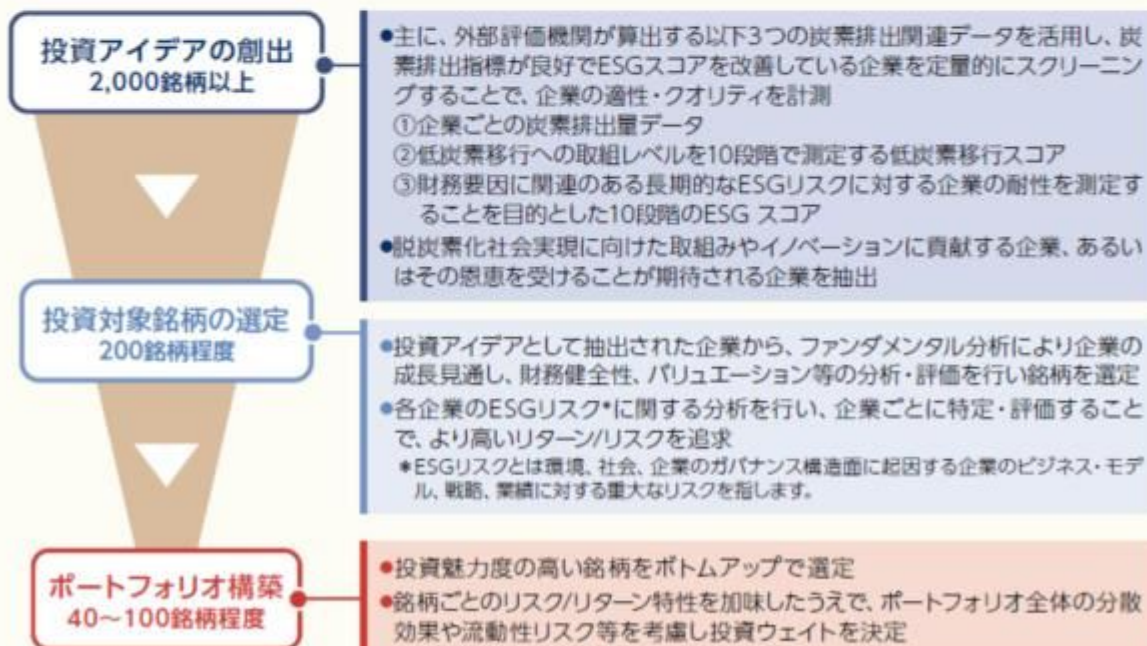 投資アイデアの創出
2,000銘柄以上
●主に、外部評価機関が算出する以下3つの炭素排出関連データを活用し、炭
素排出指標が良好でESGスコアを改善している企業を定量的にスクリーニン
グすることで、企業の適性・クオリティを計測
①企業ごとの炭素排出量データ
②低炭素移行への取組レベルを10段階で測定する低炭素移行スコア
③財務要因に関連のある長期的なESGリスクに対する企業の耐性を測定す
ることを目的とした10段階のESG スコア
●脱炭素化社会実現に向けた取組みやイノベーションに貢献する企業、あるい
はその恩恵を受けることが期待される企業を抽出
投資対象銘柄の選定
200銘柄程度
●投資アイデアとして抽出された企業から、ファンダメンタル分析により企業の
成長見通し、財務健全性、バリュエーション等の分析・評価を行い銘柄を選定
●各企業のESGリスク*に関する分析を行い、企業ごとに特定・評価すること
で、より高いリターン/リスクを追求
*ESGリスクとは環境、社会、企業のガバナンス構造面に起因する企業のビジネス・モデ
ル、戦略、業績に対する重大なリスクを指します。
ポートフォリオ構築
40~100銘柄程度
●投資魅力度の高い銘柄をボトムアップで選定
●銘柄ごとのリスク/リターン特性を加味したうえで、ポートフォリオ全体の分散
効果や流動性リスク等を考慮し投資ウェイトを決定